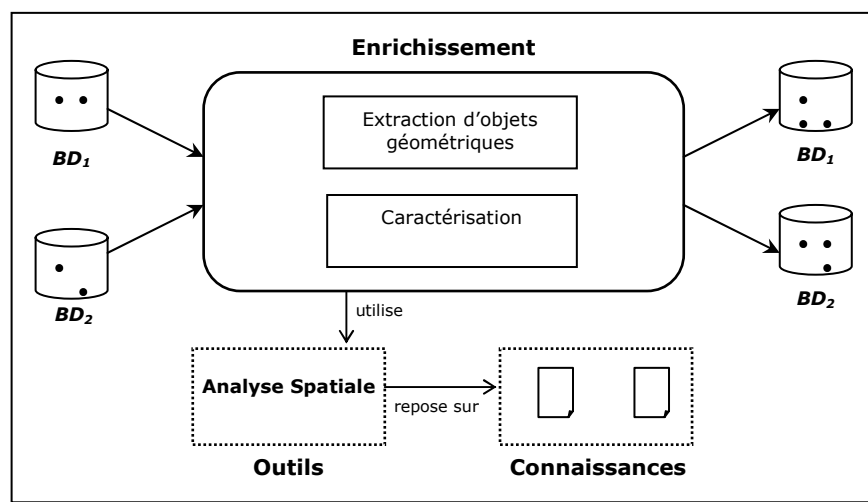 Enrichissement
Extraction d’objets
géométriques
Caractérisation
BD1
BD1
BD2
BD2
utilise
Analyse Spatiale
repose sur
Outils
Connaissances